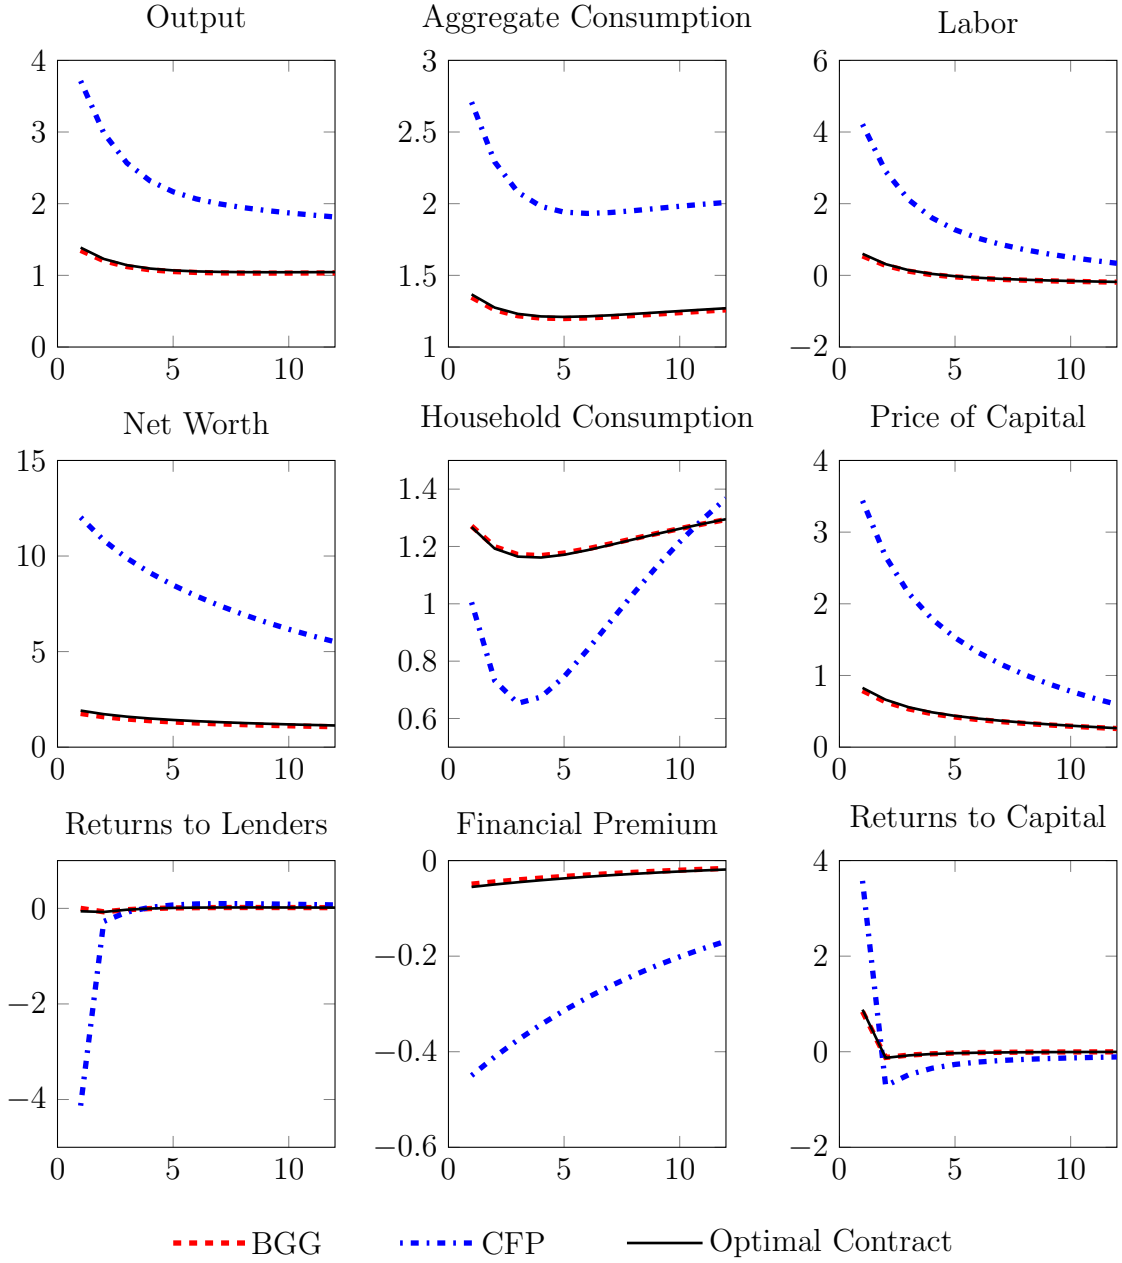 Output
Aggregate Consumption
Labor
4
3
2
1
0
0 5 10
3
2.5
2
1.5
1
0 5 10
6
4
2
0
−2
0 5 10
Net Worth
Household Consumption
Price of Capital
15
10
5
0
0 5 10
1.4
1.2
1
0.8
0.6
0 5 10
4
3
2
1
0
0 5 10
Returns to Lenders
Financial Premium
Returns to Capital
0
−2
−4
0 5 10
0
−0.2
−0.4
−0.6
0 5 10
4
2
0
−2
0 5 10
BGG CFP Optimal Contract